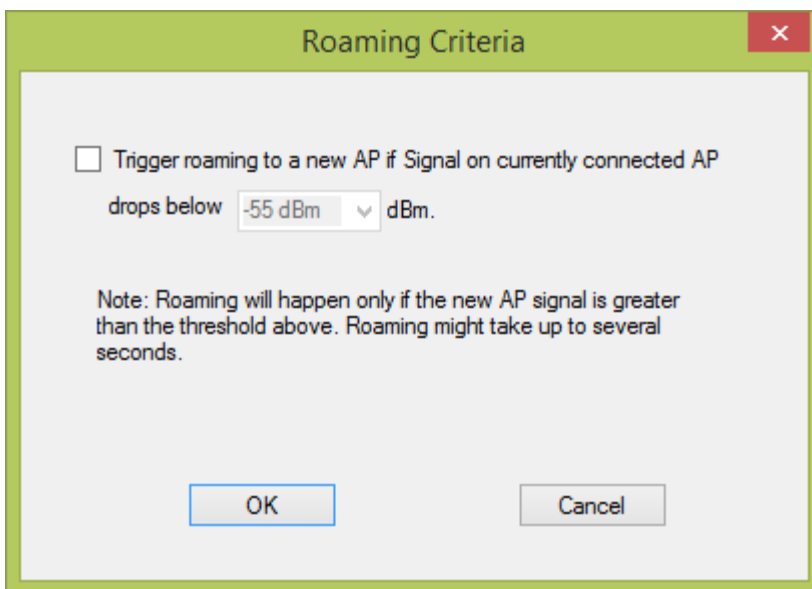 Roaming Criteria
Trigger roaming to a new AP if Signal on currently connected AP
drops below -55 dBm dBm.
Note: Roaming will happen only if the new AP signal is greater
than the threshold above. Roaming might take up to several
seconds.
OK Cancel